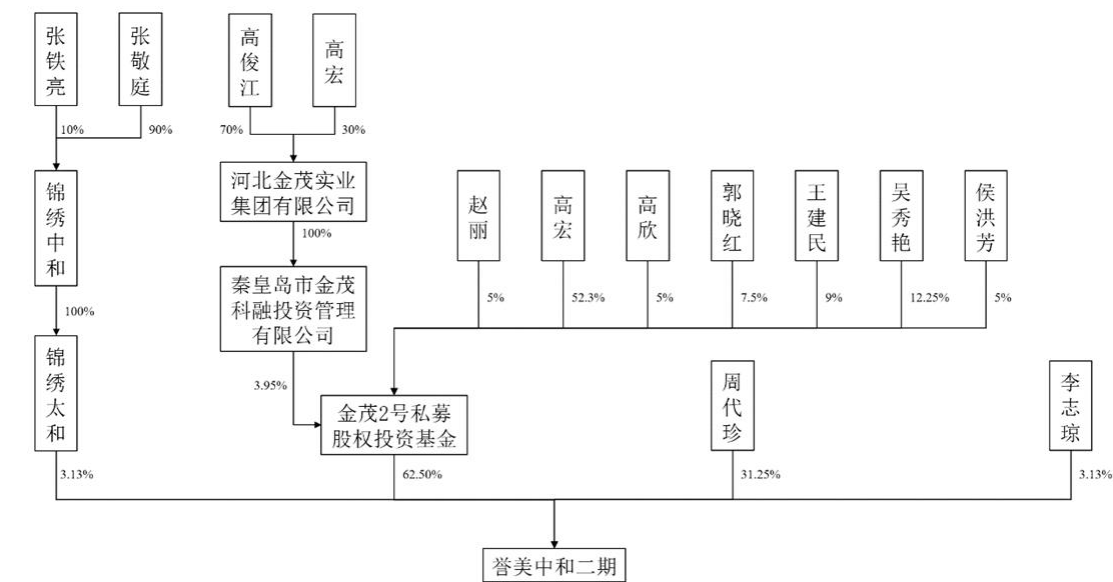 张铁亮
张敬庭
高俊江
高宏
10%
90%
70%
30%
锦绣中和
河北金茂实业
集团有限公司
赵丽
高宏
高欣
郭晓红
王建民
吴秀艳
侯洪芳
100%
100%
秦皇岛市金茂
科融投资管理
有限公司
5%
52.3%
5%
7.5%
9%
12.25%
5%
锦绣太和
3.95%
金茂2号私募
股权投资基金
周代珍
李志琼
3.13%
62.50%
31.25%
3.13%
誉美中和二期